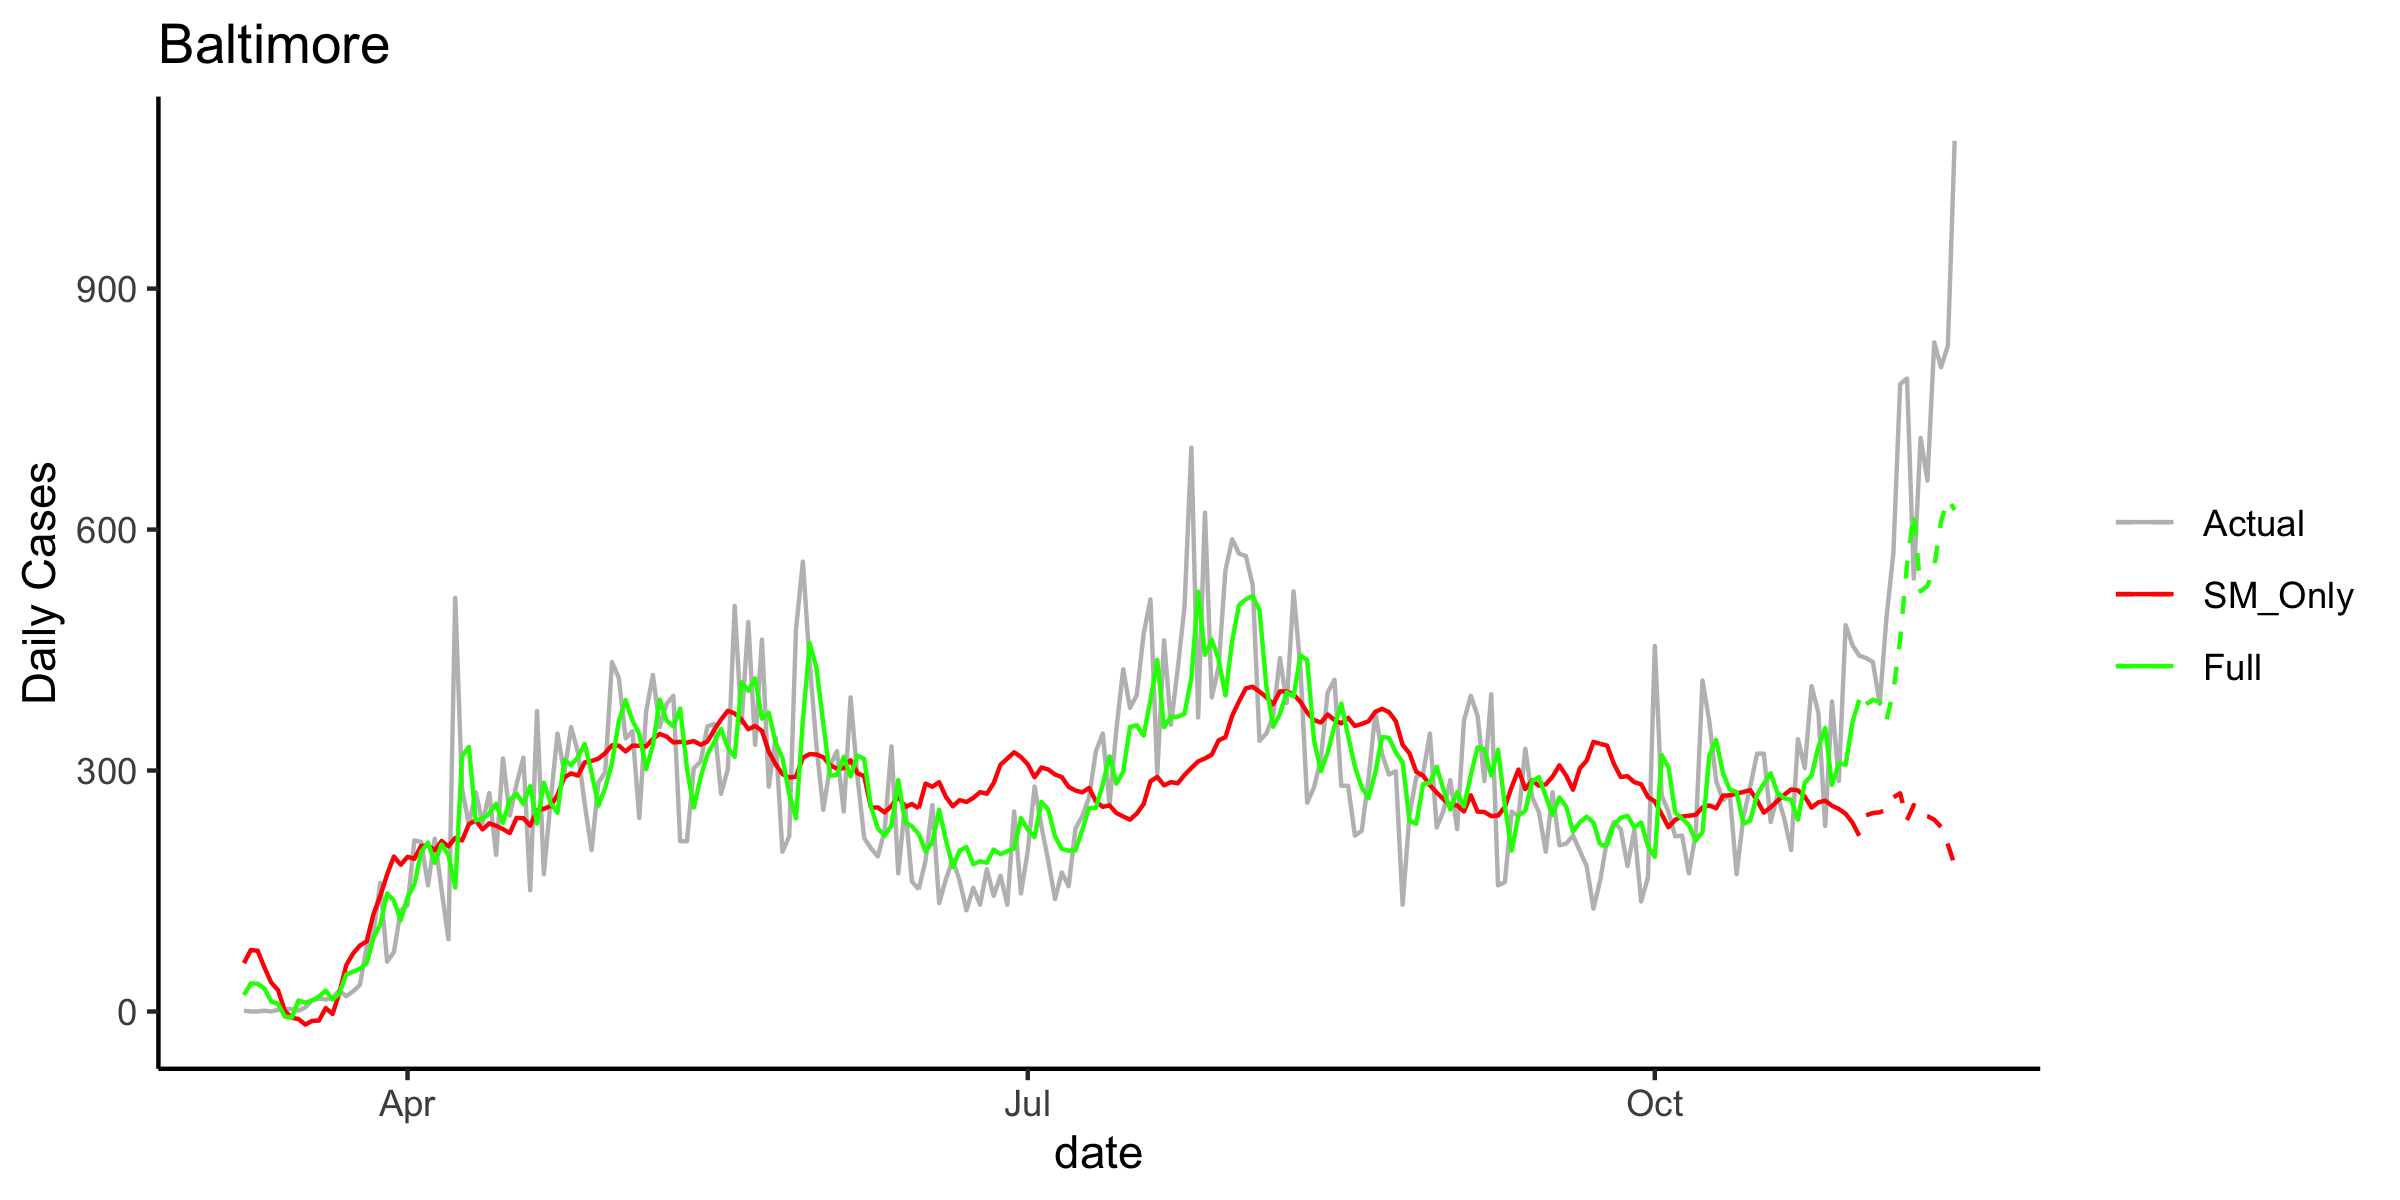 Baltimore
Daily Cases
900
600
300
0
Apr
Jul
Oct
date
Actual
SM_Only
Full